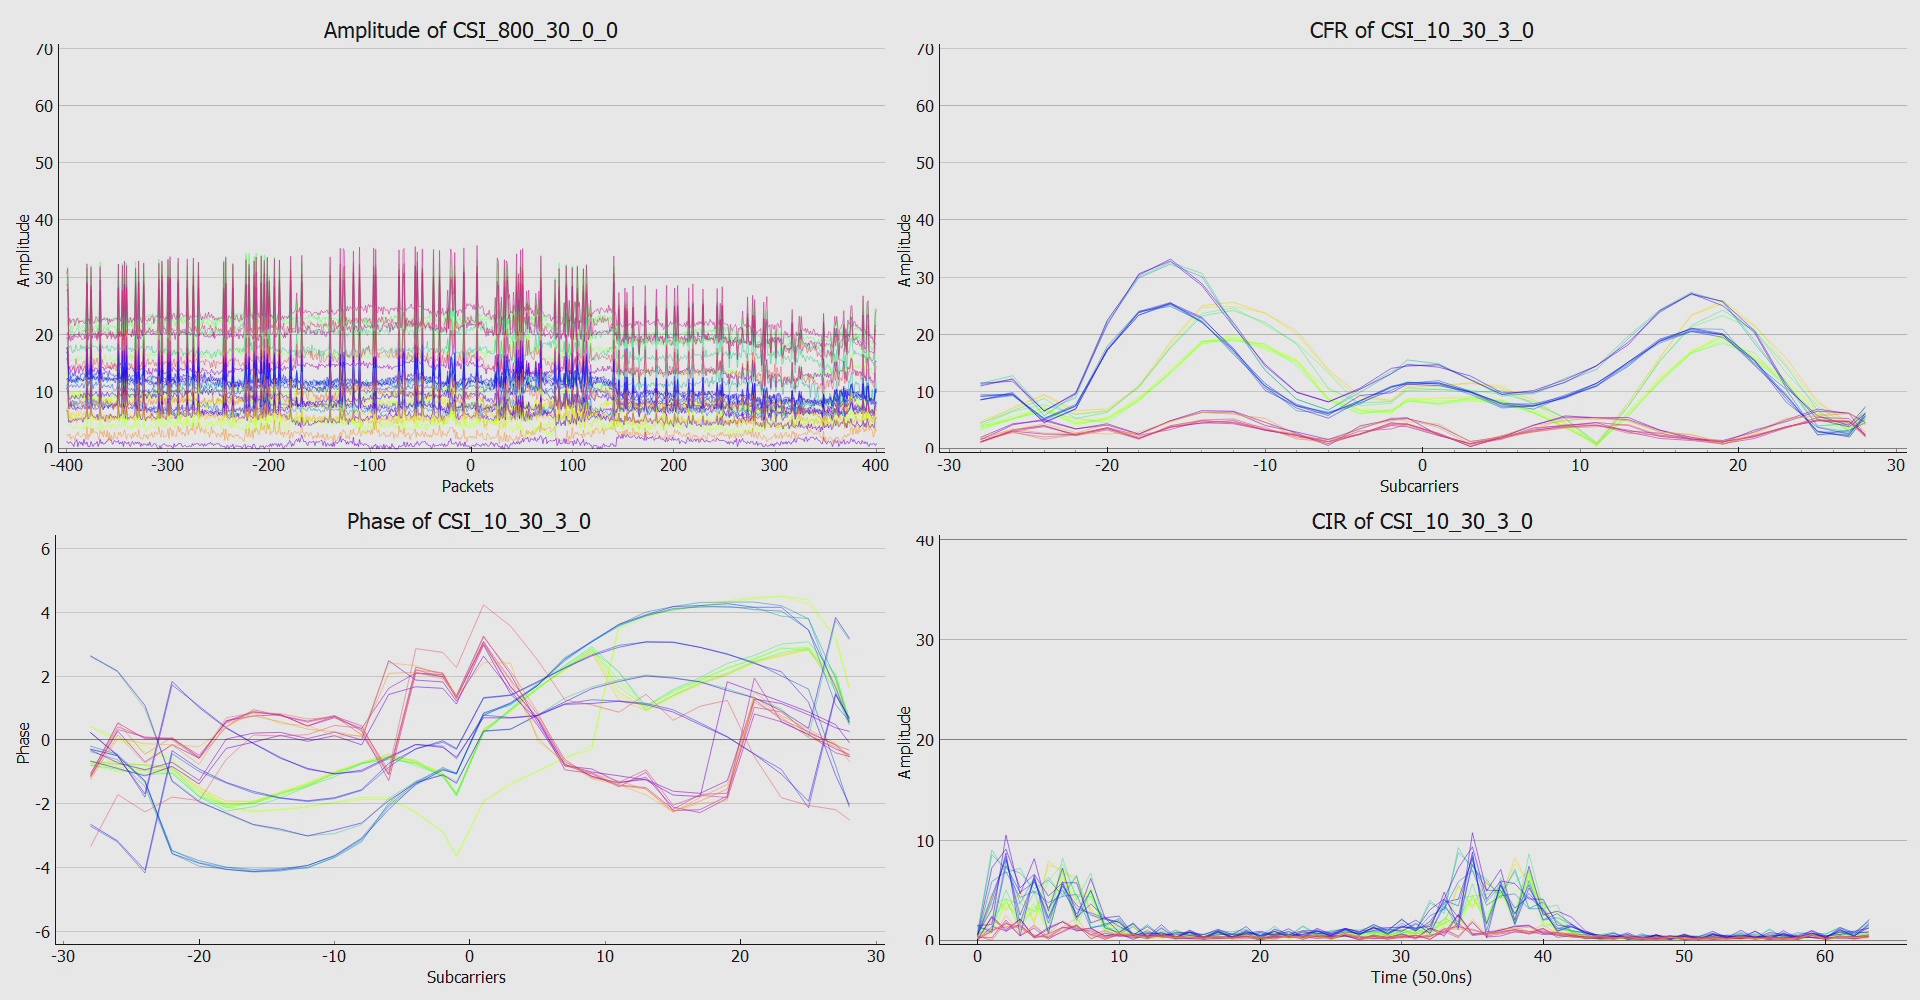 Amplitude of CSI_800_30_0_0
70
60
50
40
30
20
10
0
Amplitude
-400 -300 -200 -100 0 100 200 300 400
Packets
CFR of CSI_10_30_3_0
70
60
50
40
30
20
10
0
Amplitude
-30 -20 -10 0 10 20 30
Subcarriers
Phase of CSI_10_30_3_0
6
4
2
0
-2
-4
-6
Phase
-30 -20 -10 0 10 20 30
Subcarriers
CIR of CSI_10_30_3_0
40
30
20
10
0
Amplitude
0 10 20 30 40 50 60
Time (50.0ns)